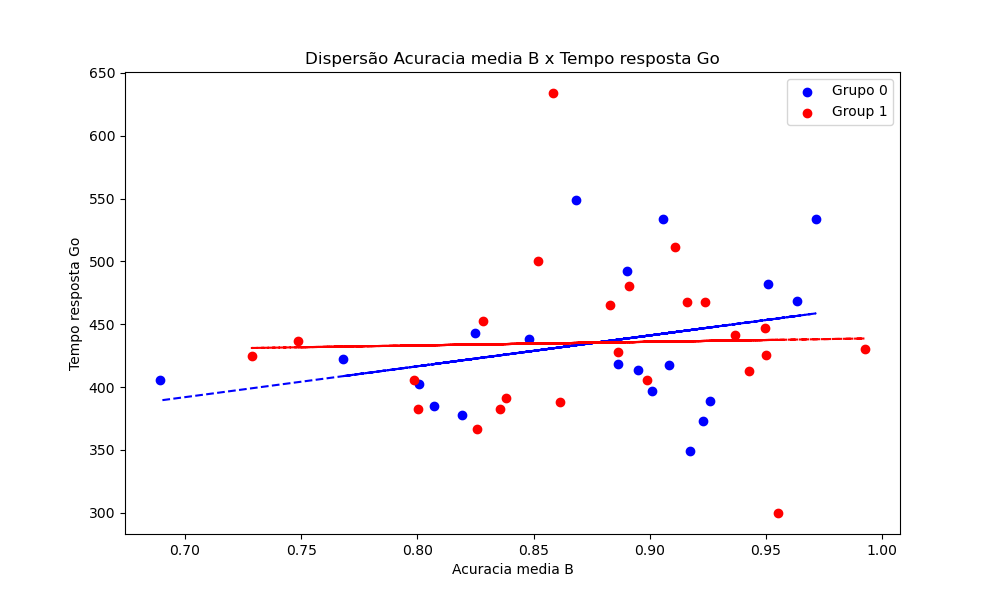 Dispersão Acuracia media B x Tempo resposta Go
Grupo 0
Group 1
Tempo resposta Go
650
600
550
500
450
400
350
300
0.70 0.75 0.80 0.85 0.90 0.95 1.00
Acuracia media B